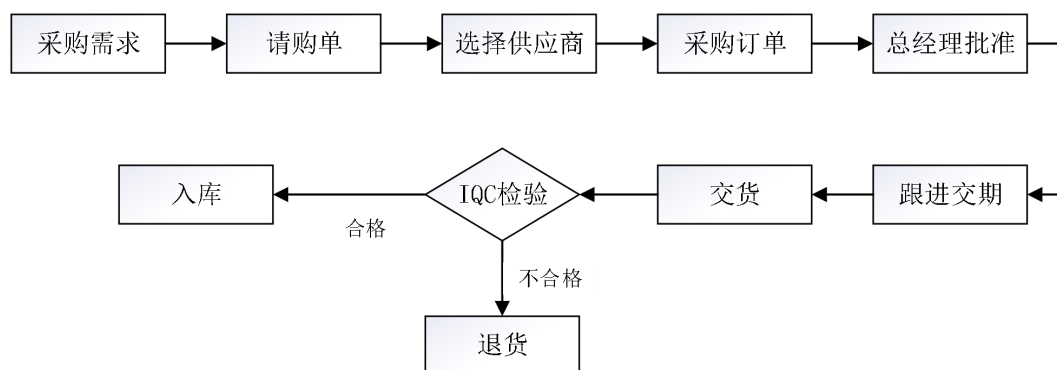 采购需求
请购单
选择供应商
采购订单
总经理批准
跟进交期
交货
IQC检验
合格
入库
不合格
退货